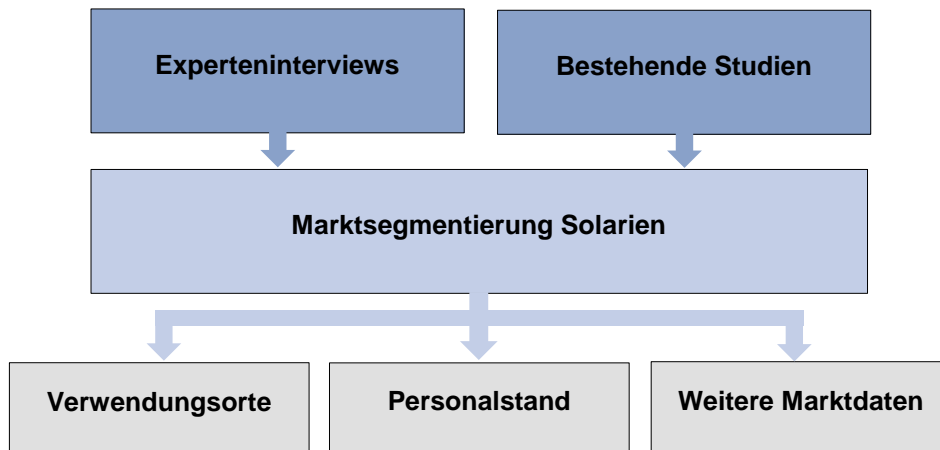 Experteninterviews
Bestehende Studien
Marktsegmentierung Solarien
Verwendungsorte
Personalstand
Weitere Marktdaten